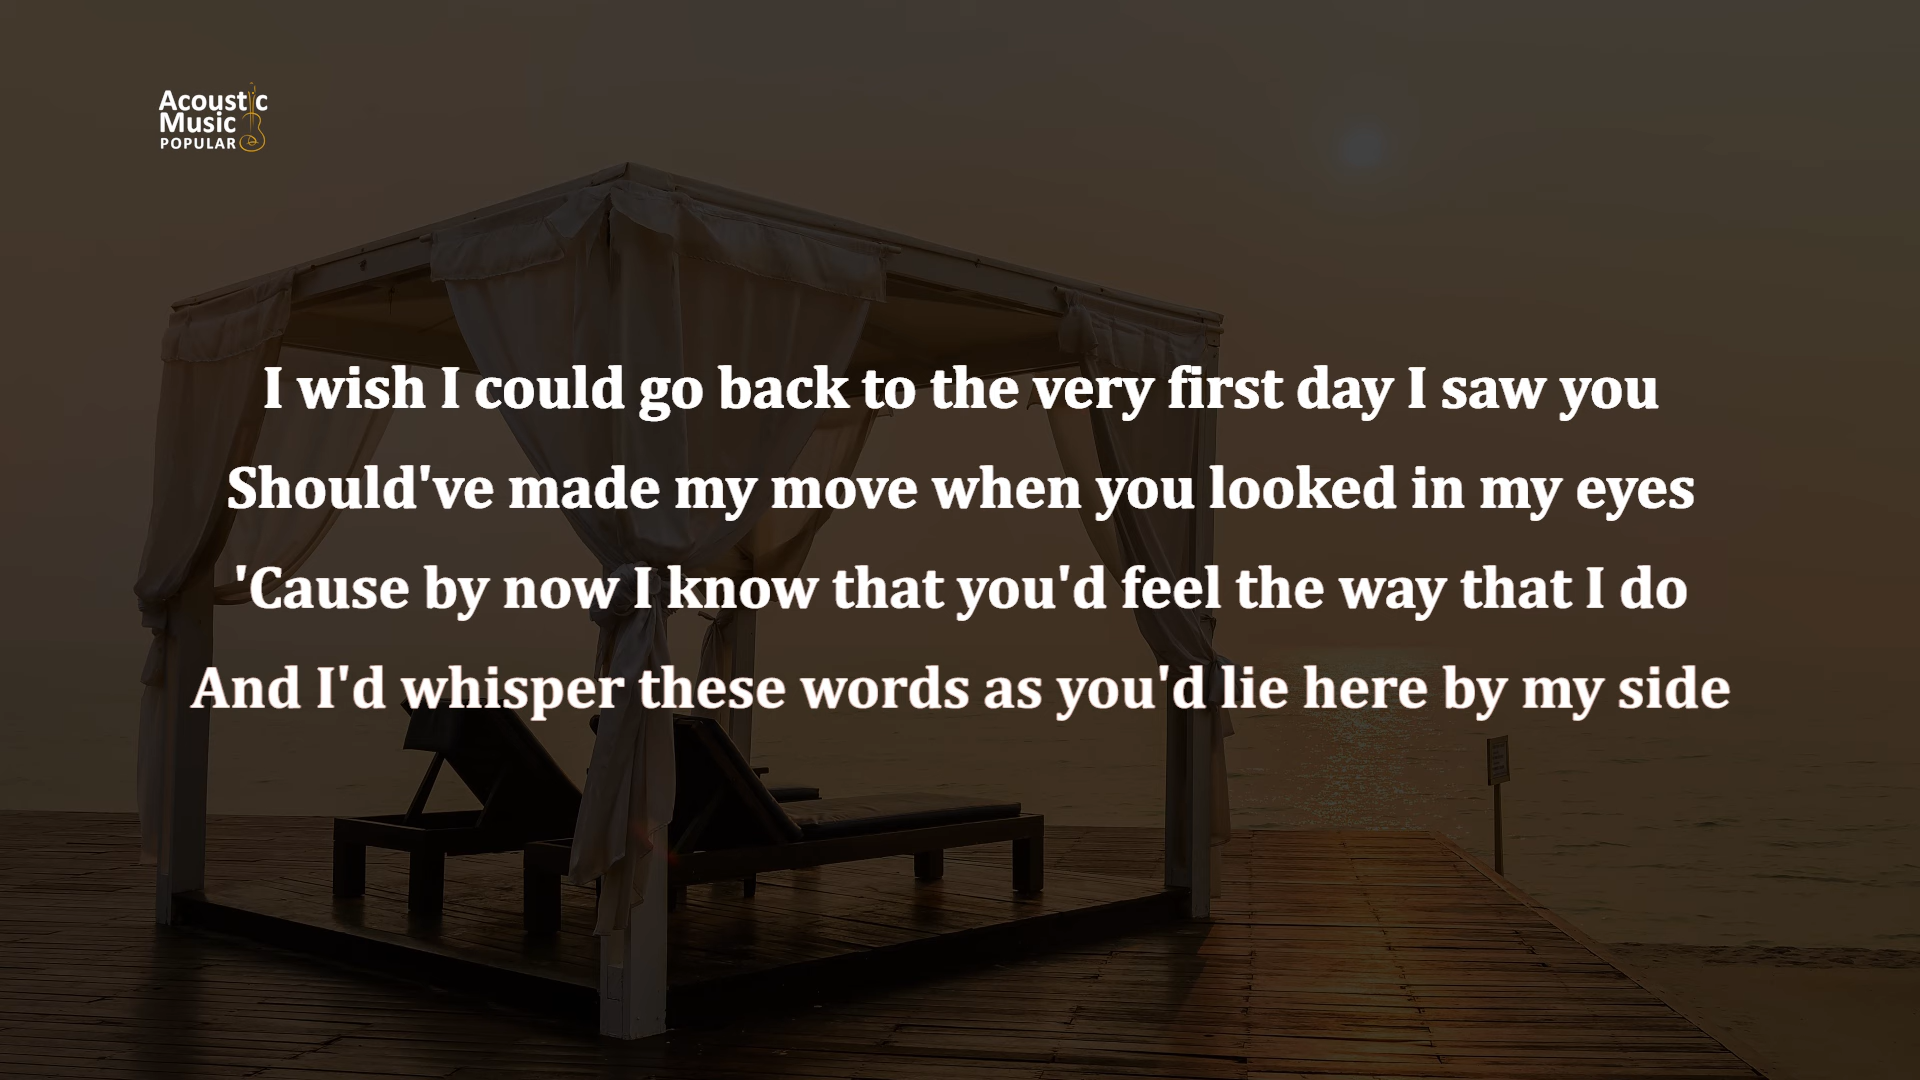 Acoustic
Music
POPULAR
I wish I could go back to the very first day I saw you
Should've made my move when you looked in my eyes
'Cause by now I know that you'd feel the way that I do
And I'd whisper these words as you'd lie here by my side